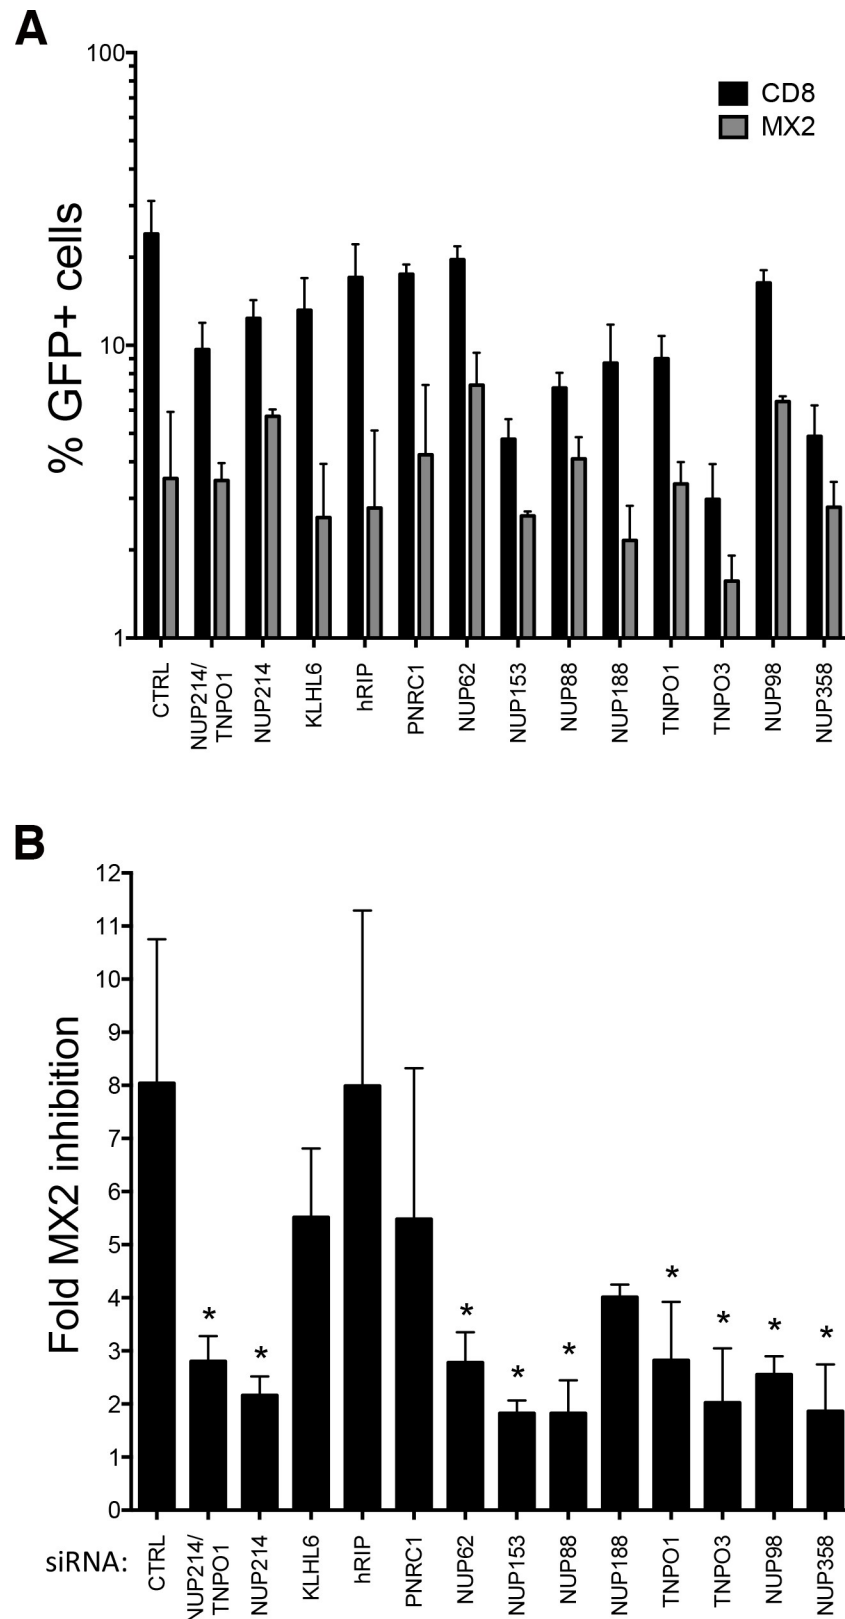 A
100
10
1
% GFP+ cells
CD8
MX2
CTRL
NUP214/
TNPO1
NUP214
KLHL6
hRIP
PNRC1
NUP62
NUP153
NUP88
NUP188
TNPO1
TNPO3
NUP98
NUP358
B
12
11
10
9
8
7
6
5
4
3
2
1
0
Fold MX2 inhibition
* * * * * * * * *
siRNA:
CTRL
NUP214/
TNPO1
NUP214
KLHL6
hRIP
PNRC1
NUP62
NUP153
NUP88
NUP188
TNPO1
TNPO3
NUP98
NUP358